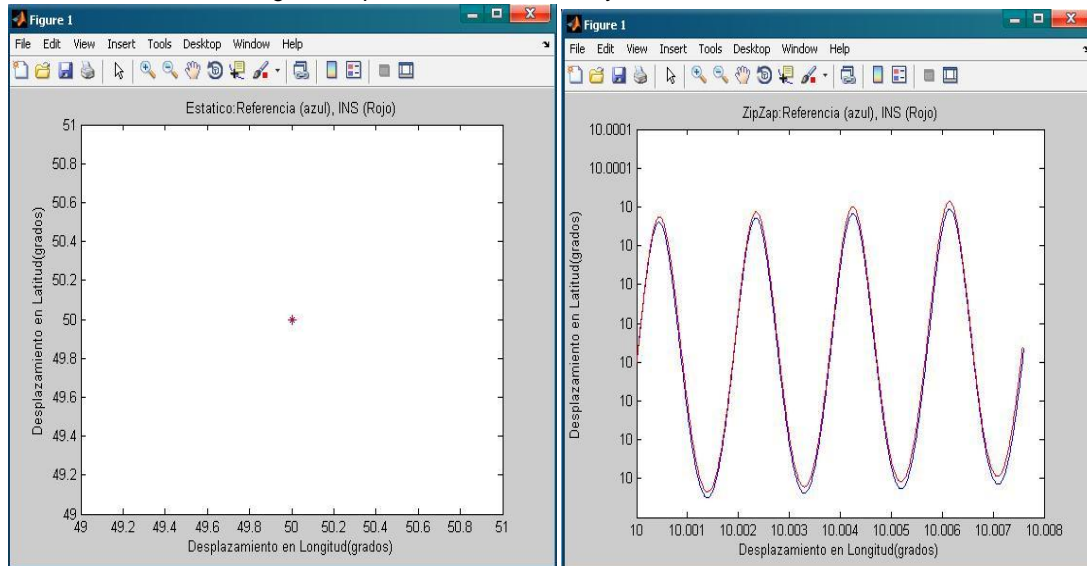 Figure 1
File Edit View Insert Tools Desktop Window Help
Estatico:Referencia (azul), INS (Rojo)
51
50.8
50.6
50.4
50.2
50
49.8
49.6
49.4
49.2
49
Desplazamiento en Latitud(grados)
49 49.2 49.4 49.6 49.8 50 50.2 50.4 50.6 50.8 51
Desplazamiento en Longitud(grados)
Figure 1
File Edit View Insert Tools Desktop Window Help
ZipZap:Referencia (azul), INS (Rojo)
10.0001
10.0001
10
10
10
10
10
10
10
10
Desplazamiento en Latitud(grados)
10 10.001 10.002 10.003 10.004 10.005 10.006 10.007 10.008
Desplazamiento en Longitud(grados)